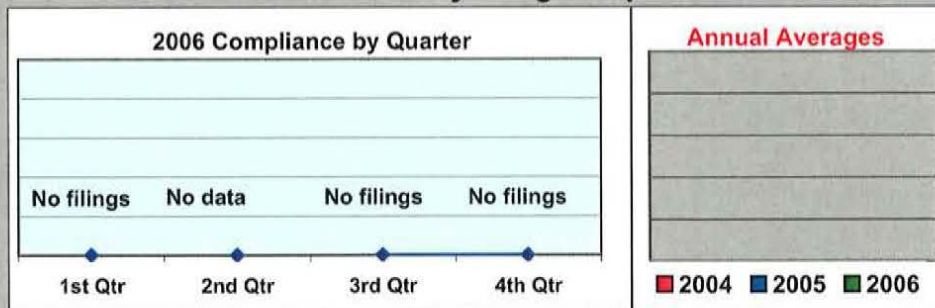 2006 Compliance by Quarter
No filings No data No filings No filings
1st Qtr 2nd Qtr 3rd Qtr 4th Qtr
Annual Averages
2004 2005 2006